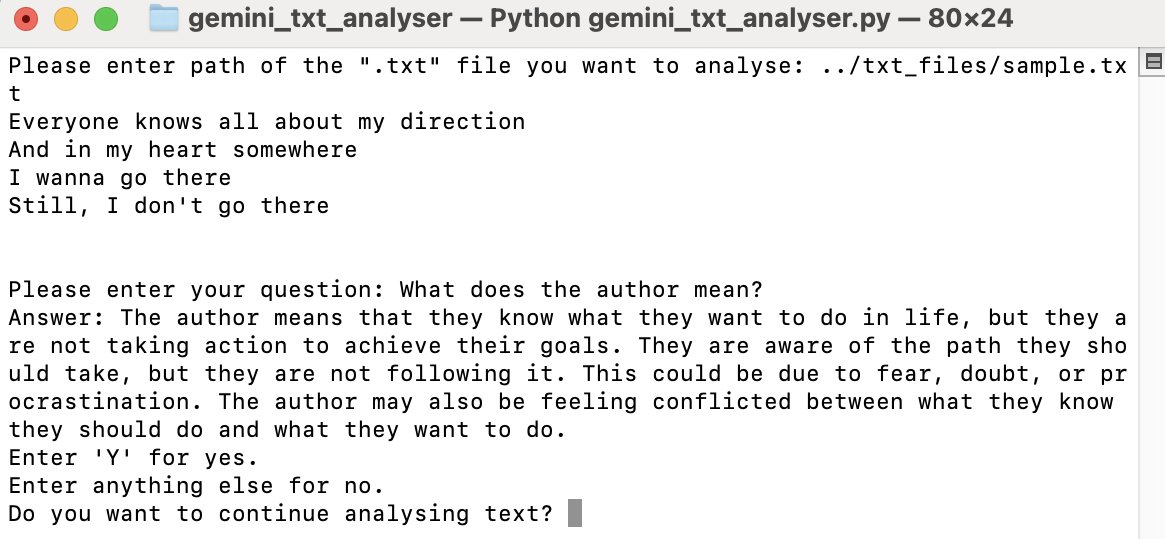 gemini_txt_analyser — Python gemini_txt_analyser.py — 80×24
Please enter path of the ".txt" file you want to analyse: ../txt_files/sample.tx
t
Everyone knows all about my direction
And in my heart somewhere
I wanna go there
Still, I don't go there
Please enter your question: What does the author mean?
Answer: The author means that they know what they want to do in life, but they a
re not taking action to achieve their goals. They are aware of the path they sho
uld take, but they are not following it. This could be due to fear, doubt, or pr
ocrastination. The author may also be feeling conflicted between what they know
they should do and what they want to do.
Enter 'Y' for yes.
Enter anything else for no.
Do you want to continue analysing text?